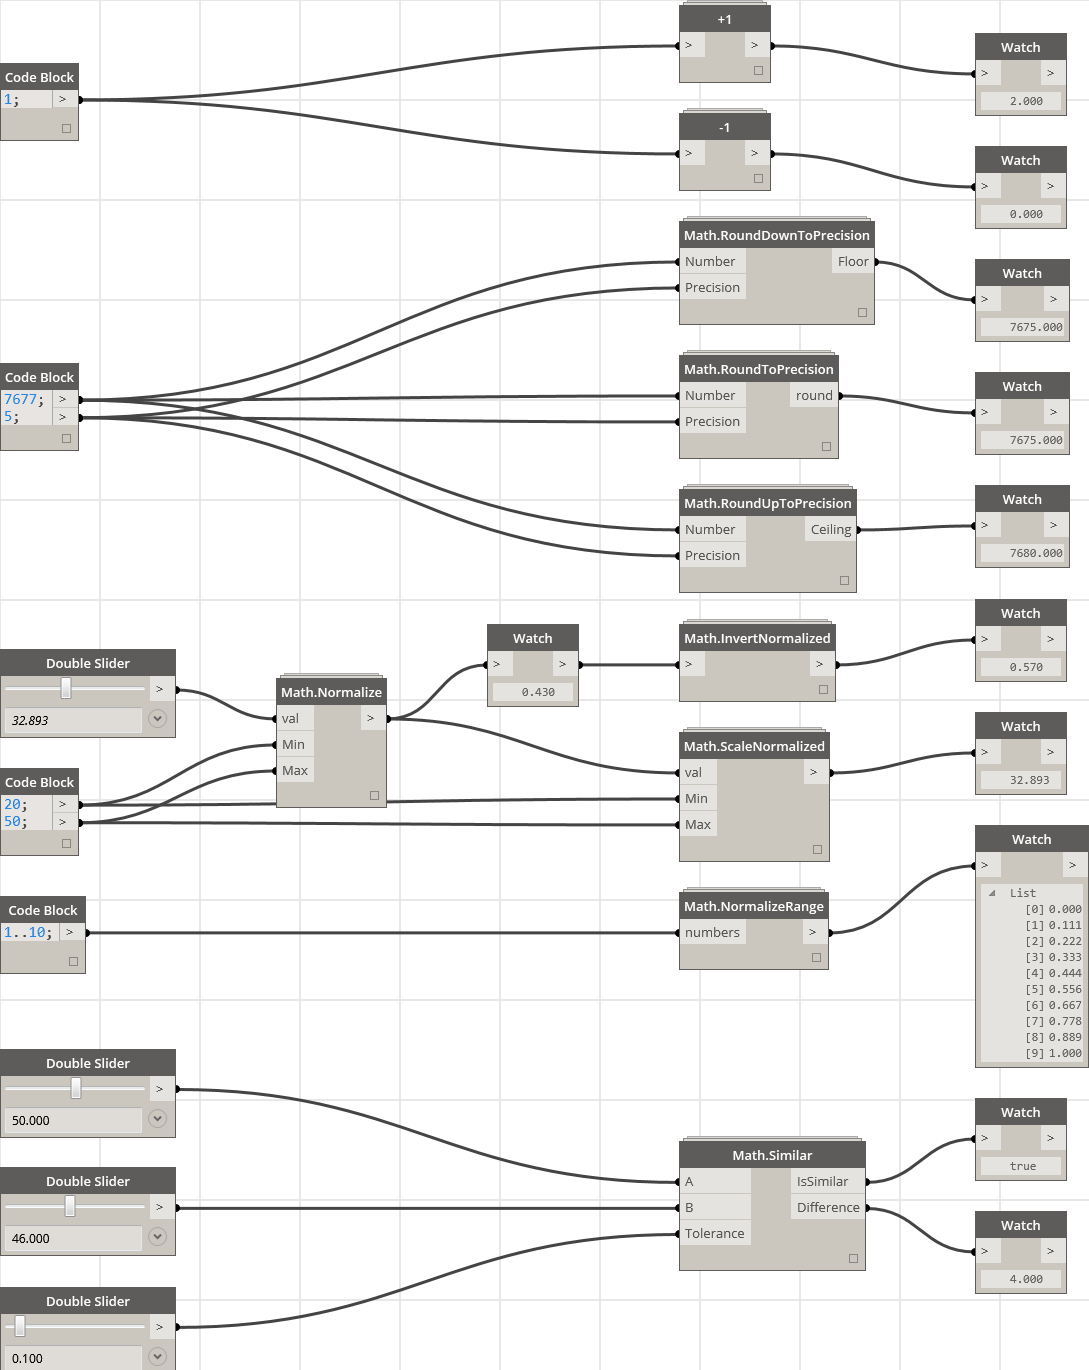 +1
> >
Watch
> >
2.000
Code Block
1; >
-1
> >
Watch
> >
0.000
Math.RoundDownToPrecision
Number Floor
Precision
Watch
> >
7675.000
Code Block
7677; >
5; >
Math.RoundToPrecision
Number round
Precision
Watch
> >
7675.000
Math.RoundUpToPrecision
Number Ceiling
Precision
Watch
> >
7680.000
Double Slider
>
32.893
Code Block
20; >
50; >
Math.Normalize
val >
Min
Max
Watch
> >
0.430
Math.InvertNormalized
> >
Watch
> >
0.570
Math.ScaleNormalized
val >
Min
Max
Watch
> >
32.893
Code Block
1..10; >
Math.NormalizeRange
numbers >
Watch
> >
List
[0] 0.000
[1] 0.111
[2] 0.222
[3] 0.333
[4] 0.444
[5] 0.556
[6] 0.667
[7] 0.778
[8] 0.889
[9] 1.000
Double Slider
>
50.000
Double Slider
>
46.000
Double Slider
>
0.100
Math.Similar
A IsSimilar
B Difference
Tolerance
Watch
> >
true
Watch
> >
4.000